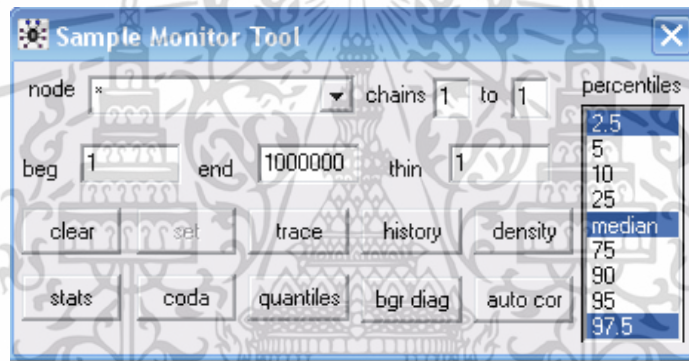 Sample Monitor Tool
node * chains 1 to 1 percentiles
2.5
5
10
25
median
75
90
95
97.5
beg 1 end 1000000 thin 1
clear set trace history density
stats coda quantiles bgr diag auto cor